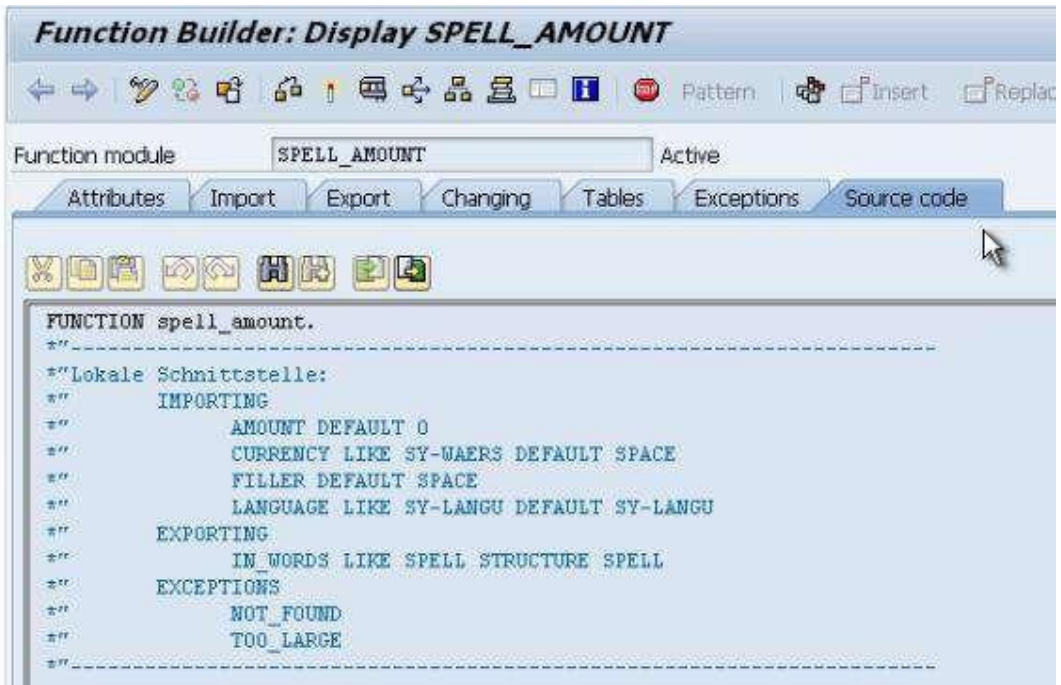 Function Builder: Display SPELL_AMOUNT
Pattern Insert Replac
Function module SPELL_AMOUNT Active
Attributes Import Export Changing Tables Exceptions Source code
FUNCTION spell_amount.
*"----------------------------------------------------------------------
*"Lokale Schnittstelle:
*" IMPORTING
*" AMOUNT DEFAULT 0
*" CURRENCY LIKE SY-WAERS DEFAULT SPACE
*" FILLER DEFAULT SPACE
*" LANGUAGE LIKE SY-LANGU DEFAULT SY-LANGU
*" EXPORTING
*" IN_WORDS LIKE SPELL STRUCTURE SPELL
*" EXCEPTIONS
*" NOT_FOUND
*" TOO_LARGE
*"----------------------------------------------------------------------